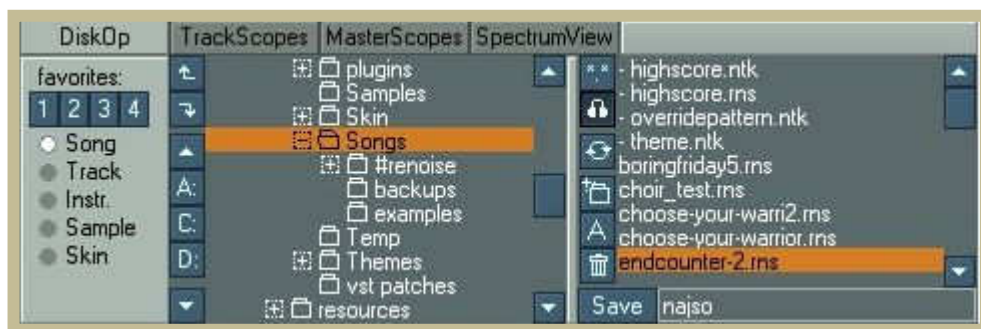 DiskOp TrackScopes MasterScopes SpectrumView
favorites:
1 2 3 4
Song
Track
Instr.
Sample
Skin
A:
C:
D:
plugins
Samples
Skin
Songs
#renoise
backups
examples
Temp
Themes
vst patches
resources
*.*
- highscore.ntk
- highscore.rns
- overridepattern.ntk
- theme.ntk
boringfriday5.rns
choir_test.rns
choose-your-warri2.rns
choose-your-warrior.rns
endcounter-2.rns
A
Save najso